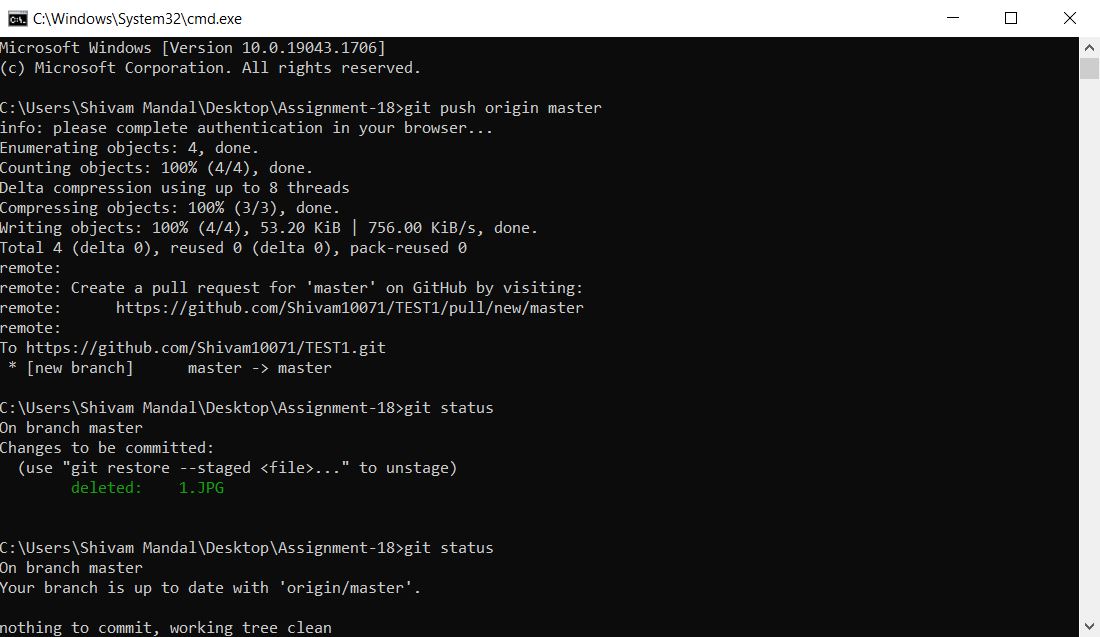 C:\Windows\System32\cmd.exe
Microsoft Windows [Version 10.0.19043.1706]
(c) Microsoft Corporation. All rights reserved.
C:\Users\Shivam Mandal\Desktop\Assignment-18>git push origin master
info: please complete authentication in your browser...
Enumerating objects: 4, done.
Counting objects: 100% (4/4), done.
Delta compression using up to 8 threads
Compressing objects: 100% (3/3), done.
Writing objects: 100% (4/4), 53.20 KiB | 756.00 KiB/s, done.
Total 4 (delta 0), reused 0 (delta 0), pack-reused 0
remote:
remote: Create a pull request for 'master' on GitHub by visiting:
remote:      https://github.com/Shivam10071/TEST1/pull/new/master
remote:
To https://github.com/Shivam10071/TEST1.git
 * [new branch]      master -> master
C:\Users\Shivam Mandal\Desktop\Assignment-18>git status
On branch master
Changes to be committed:
  (use "git restore --staged <file>..." to unstage)
        deleted:    1.JPG
C:\Users\Shivam Mandal\Desktop\Assignment-18>git status
On branch master
Your branch is up to date with 'origin/master'.
nothing to commit, working tree clean